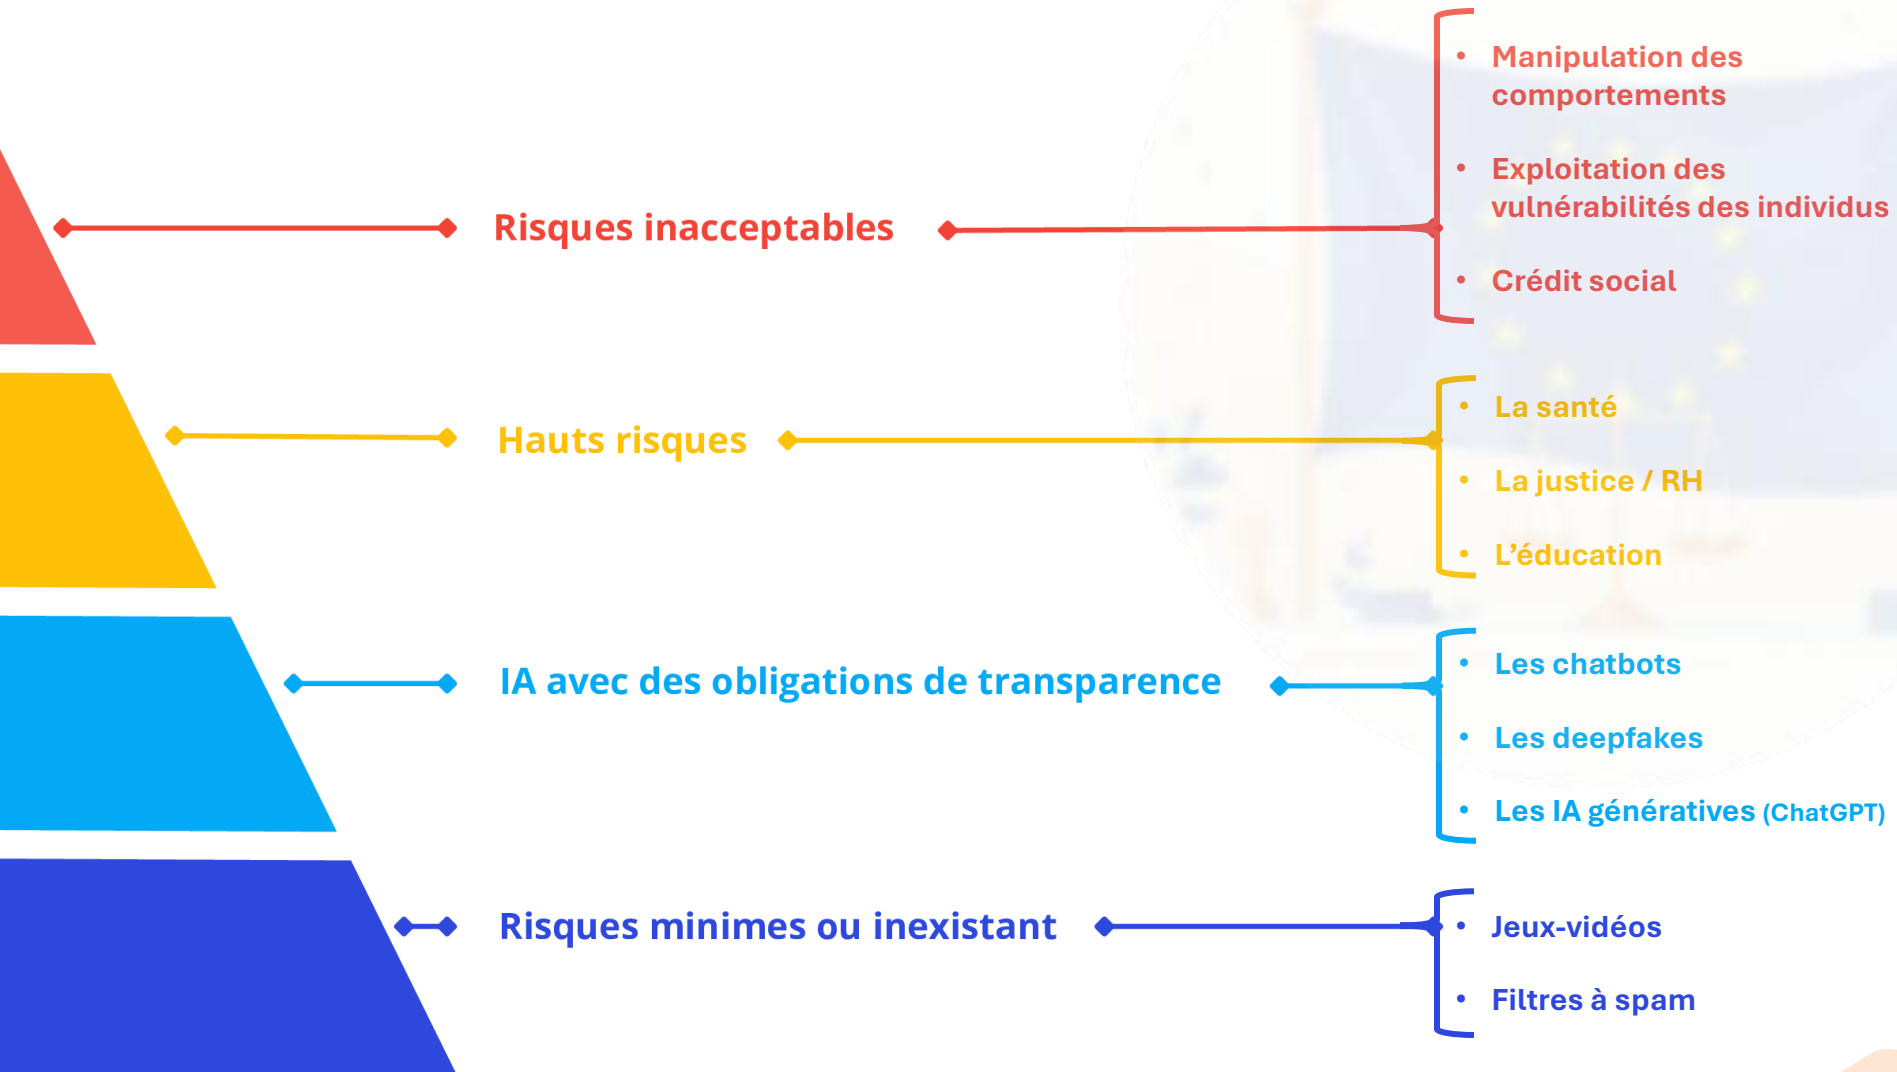 Risques inacceptables
• Manipulation des
comportements
• Exploitation des
vulnérabilités des individus
• Crédit social
Hauts risques
• La santé
• La justice / RH
• L’éducation
IA avec des obligations de transparence
• Les chatbots
• Les deepfakes
• Les IA génératives (ChatGPT)
Risques minimes ou inexistant
• Jeux-vidéos
• Filtres à spam